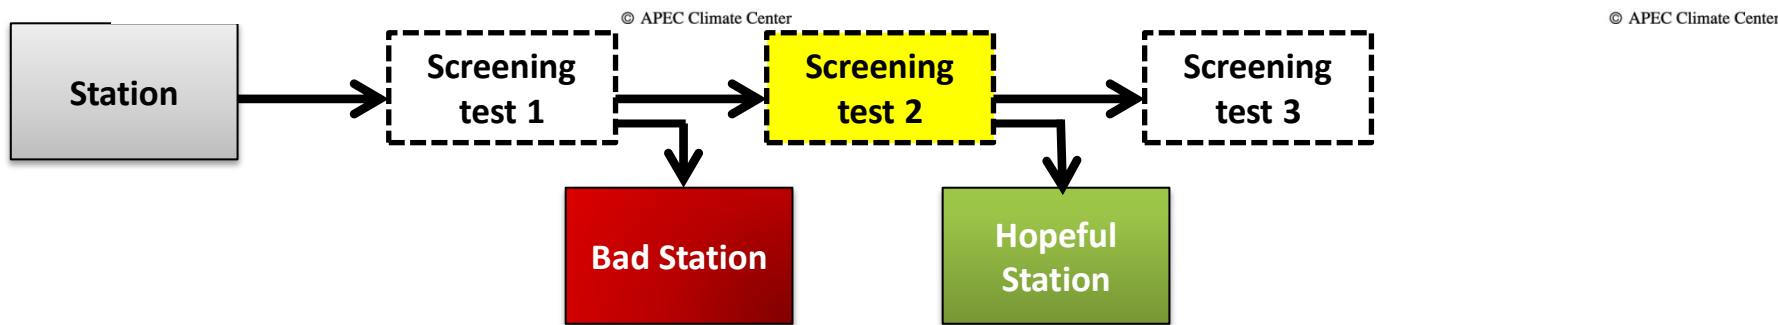 © APEC Climate Center
© APEC Climate Center
Station
Screening
test 1
Screening
test 2
Screening
test 3
Bad Station
Hopeful
Station